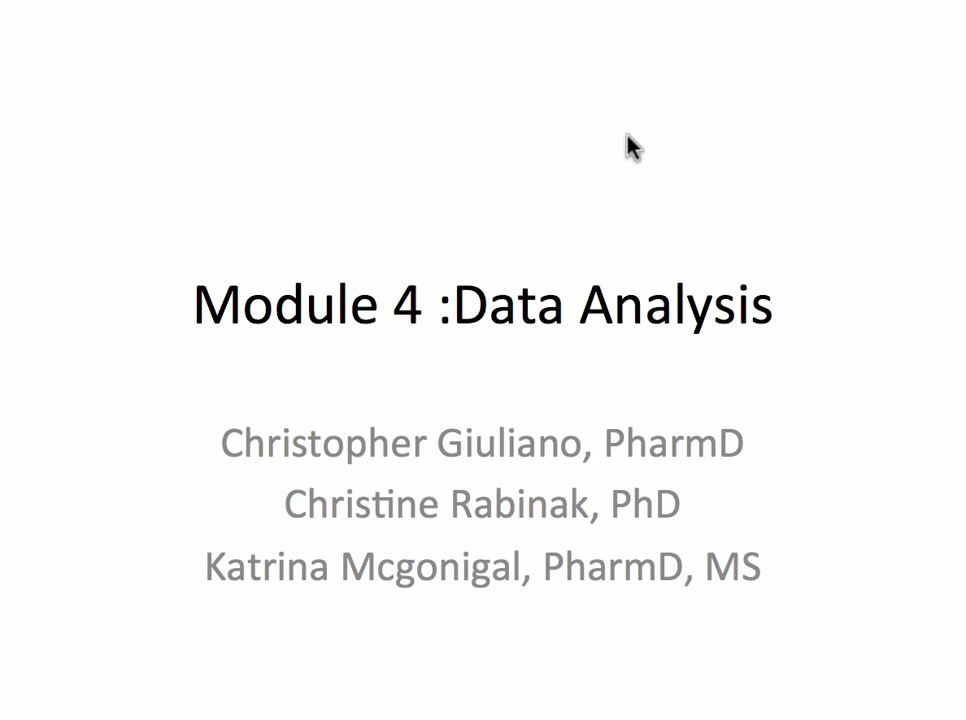 Module 4 :Data Analysis
Christopher Giuliano, PharmD
Christine Rabinak, PhD
Katrina Mcgonigal, PharmD, MS